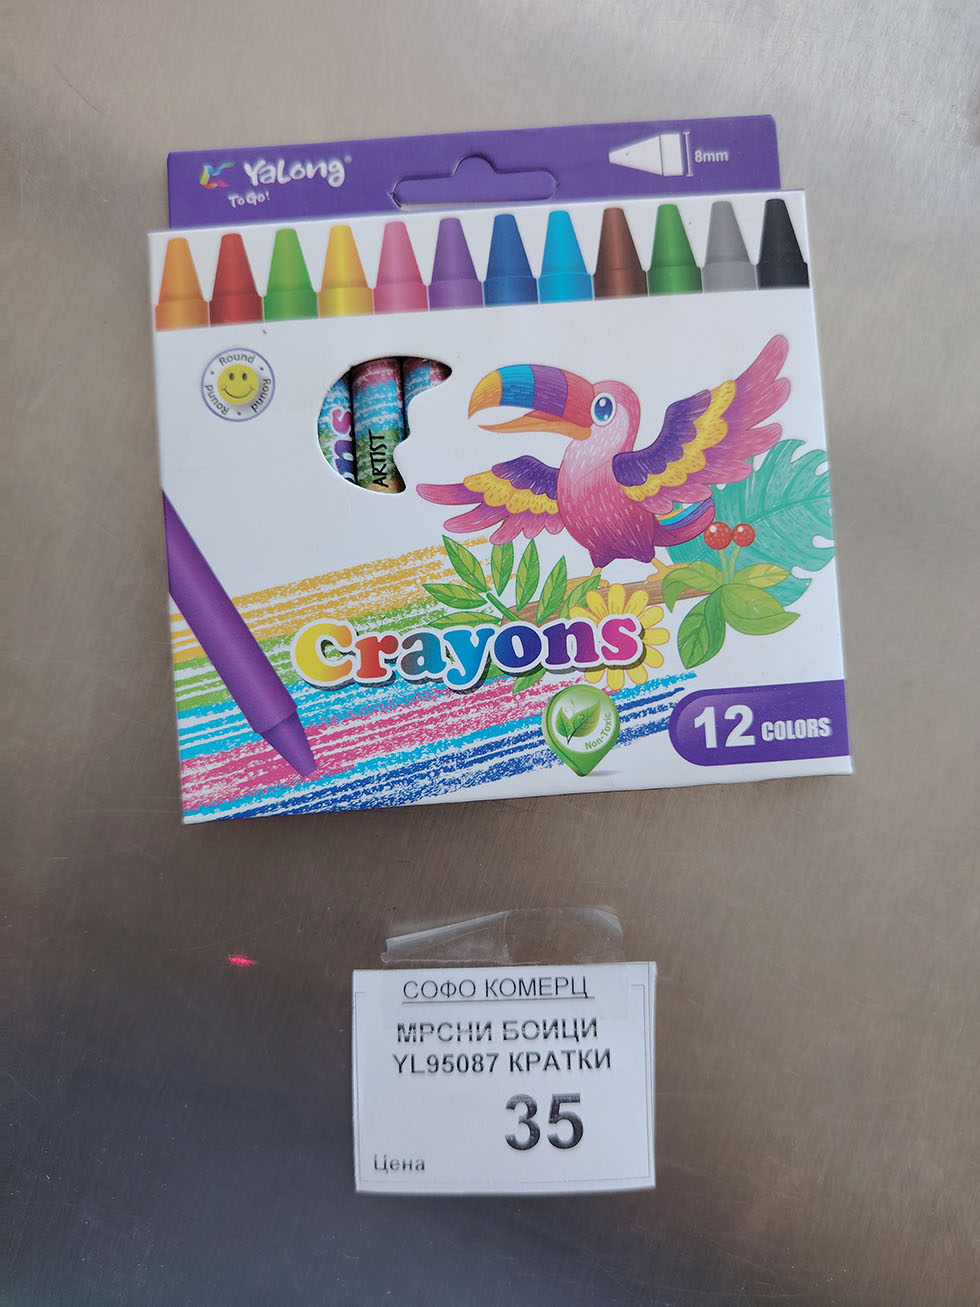 YaLong®
To Go!
8mm
Round Round Round
ons
ARTIST
Crayons
Non-Toxic
12 COLORS
СОФО КОМЕРЦ
МРСНИ БОИЦИ
YL95087 КРАТКИ
35
Цена